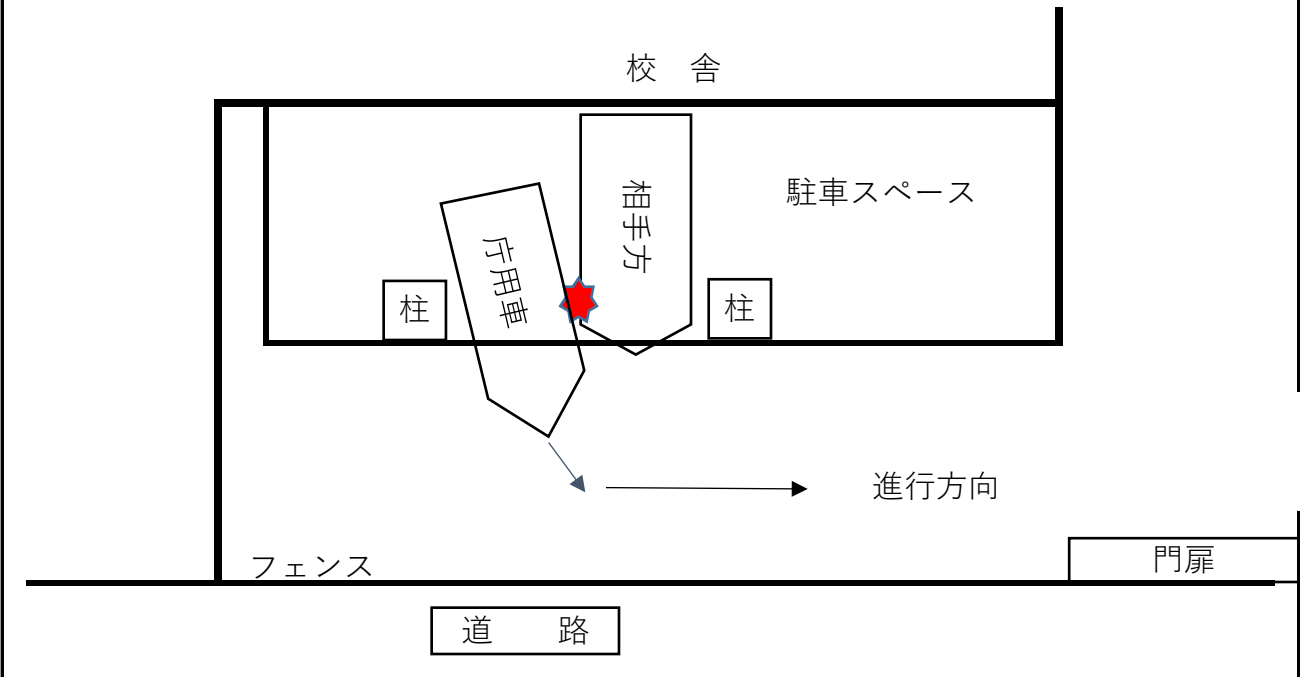 校　舎
駐車スペース
相手方
庁用車
柱
柱
進行方向
門扉
フェンス
道　　路